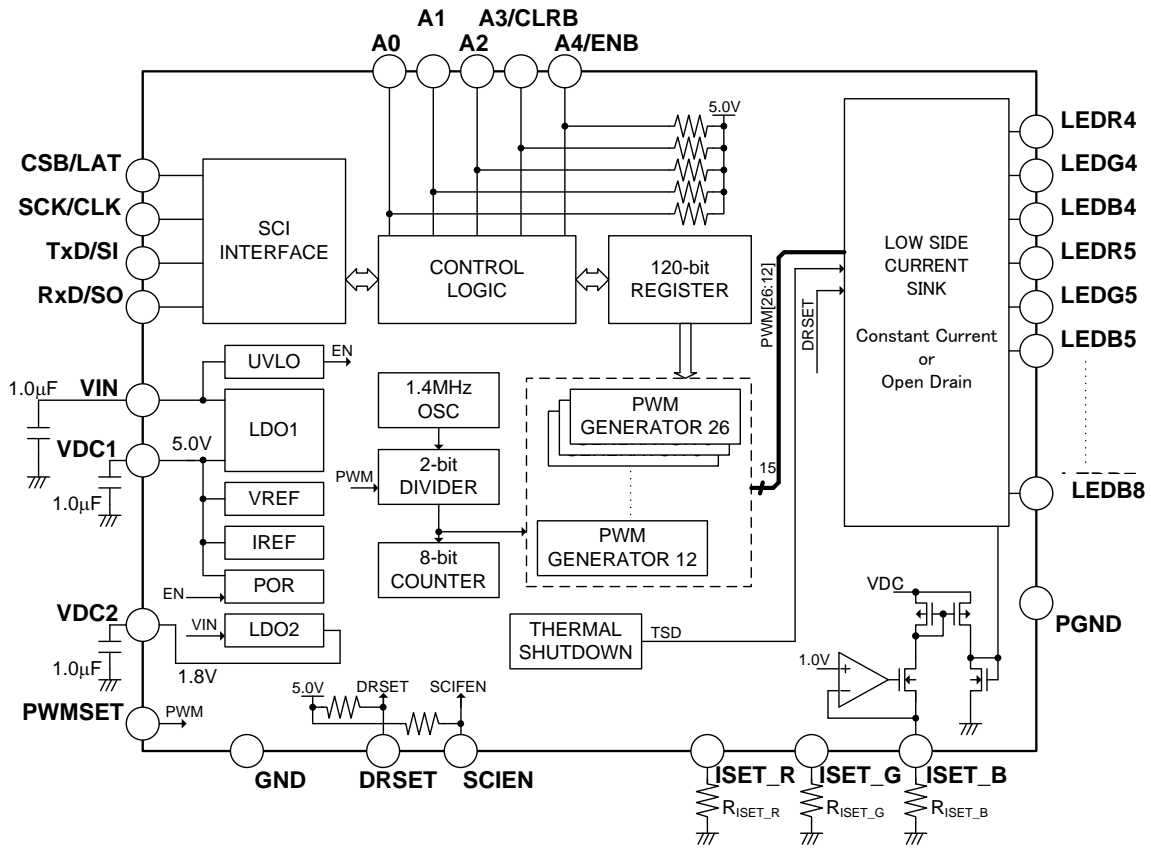 A1
A3/CLRB
A0
A2
A4/ENB
5.0V
CSB/LAT
SCK/CLK
TxD/SI
RxD/SO
SCI
INTERFACE
CONTROL
LOGIC
120-bit
REGISTER
PWM[26:12]
DRSET
LOW SIDE
CURRENT
SINK
Constant Current
or
Open Drain
LEDR4
LEDG4
LEDB4
LEDR5
LEDG5
LEDB5
LEDB8
PGND
1.0μF
VIN
UVLO
EN
LDO1
VDC1
5.0V
1.0μF
VREF
IREF
EN
POR
VDC2
VIN
LDO2
1.0μF
1.8V
PWMSET
PWM
1.4MHz
OSC
PWM
2-bit
DIVIDER
8-bit
COUNTER
PWM
GENERATOR 26
15
PWM
GENERATOR 12
THERMAL
SHUTDOWN
TSD
VDC
1.0V
+
−
5.0V
DRSET
SCIFEN
GND
DRSET
SCIEN
ISET_R
ISET_G
ISET_B
RISET_R
RISET_G
RISET_B